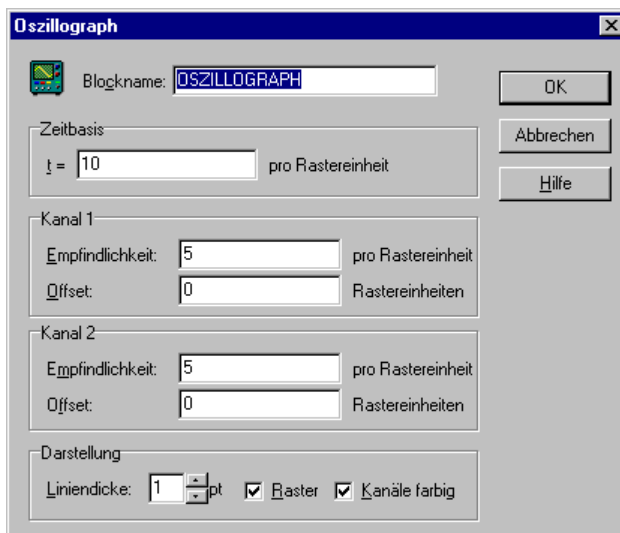 Oszillograph
Blockname: OSZILLOGRAPH
OK
Abbrechen
Hilfe
Zeitbasis
t = 10 pro Rastereinheit
Kanal 1
Empfindlichkeit: 5 pro Rastereinheit
Offset: 0 Rastereinheiten
Kanal 2
Empfindlichkeit: 5 pro Rastereinheit
Offset: 0 Rastereinheiten
Darstellung
Liniendicke: 1 pt Raster Kanäle farbig